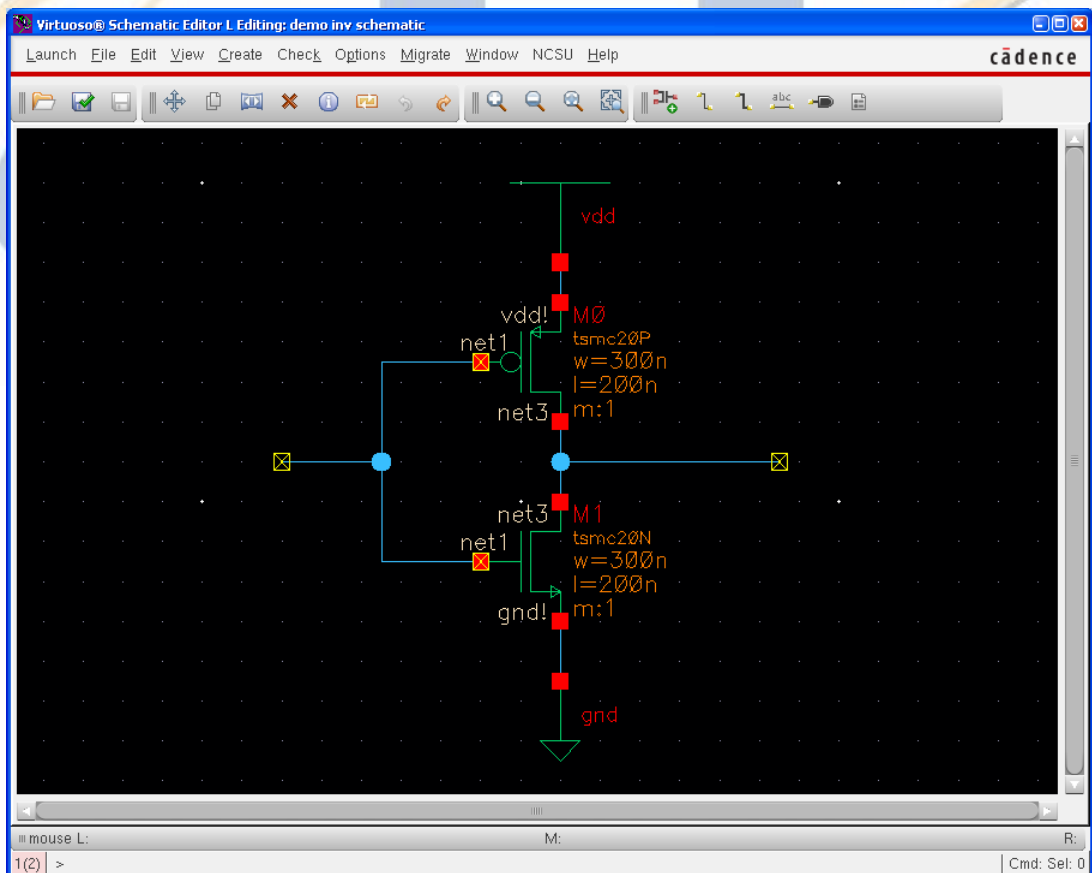 Virtuoso® Schematic Editor L Editing: demo inv schematic
Launch File Edit View Create Check Options Migrate Window NCSU Help
cādence
abc
vdd
vdd!
M0
net1
tsmc20P
w=300n
l=200n
net3
m:1
net3
M1
net1
tsmc20N
w=300n
l=200n
gnd!
m:1
gnd
mouse L: M: R:
1(2) > Cmd: Sel: 0